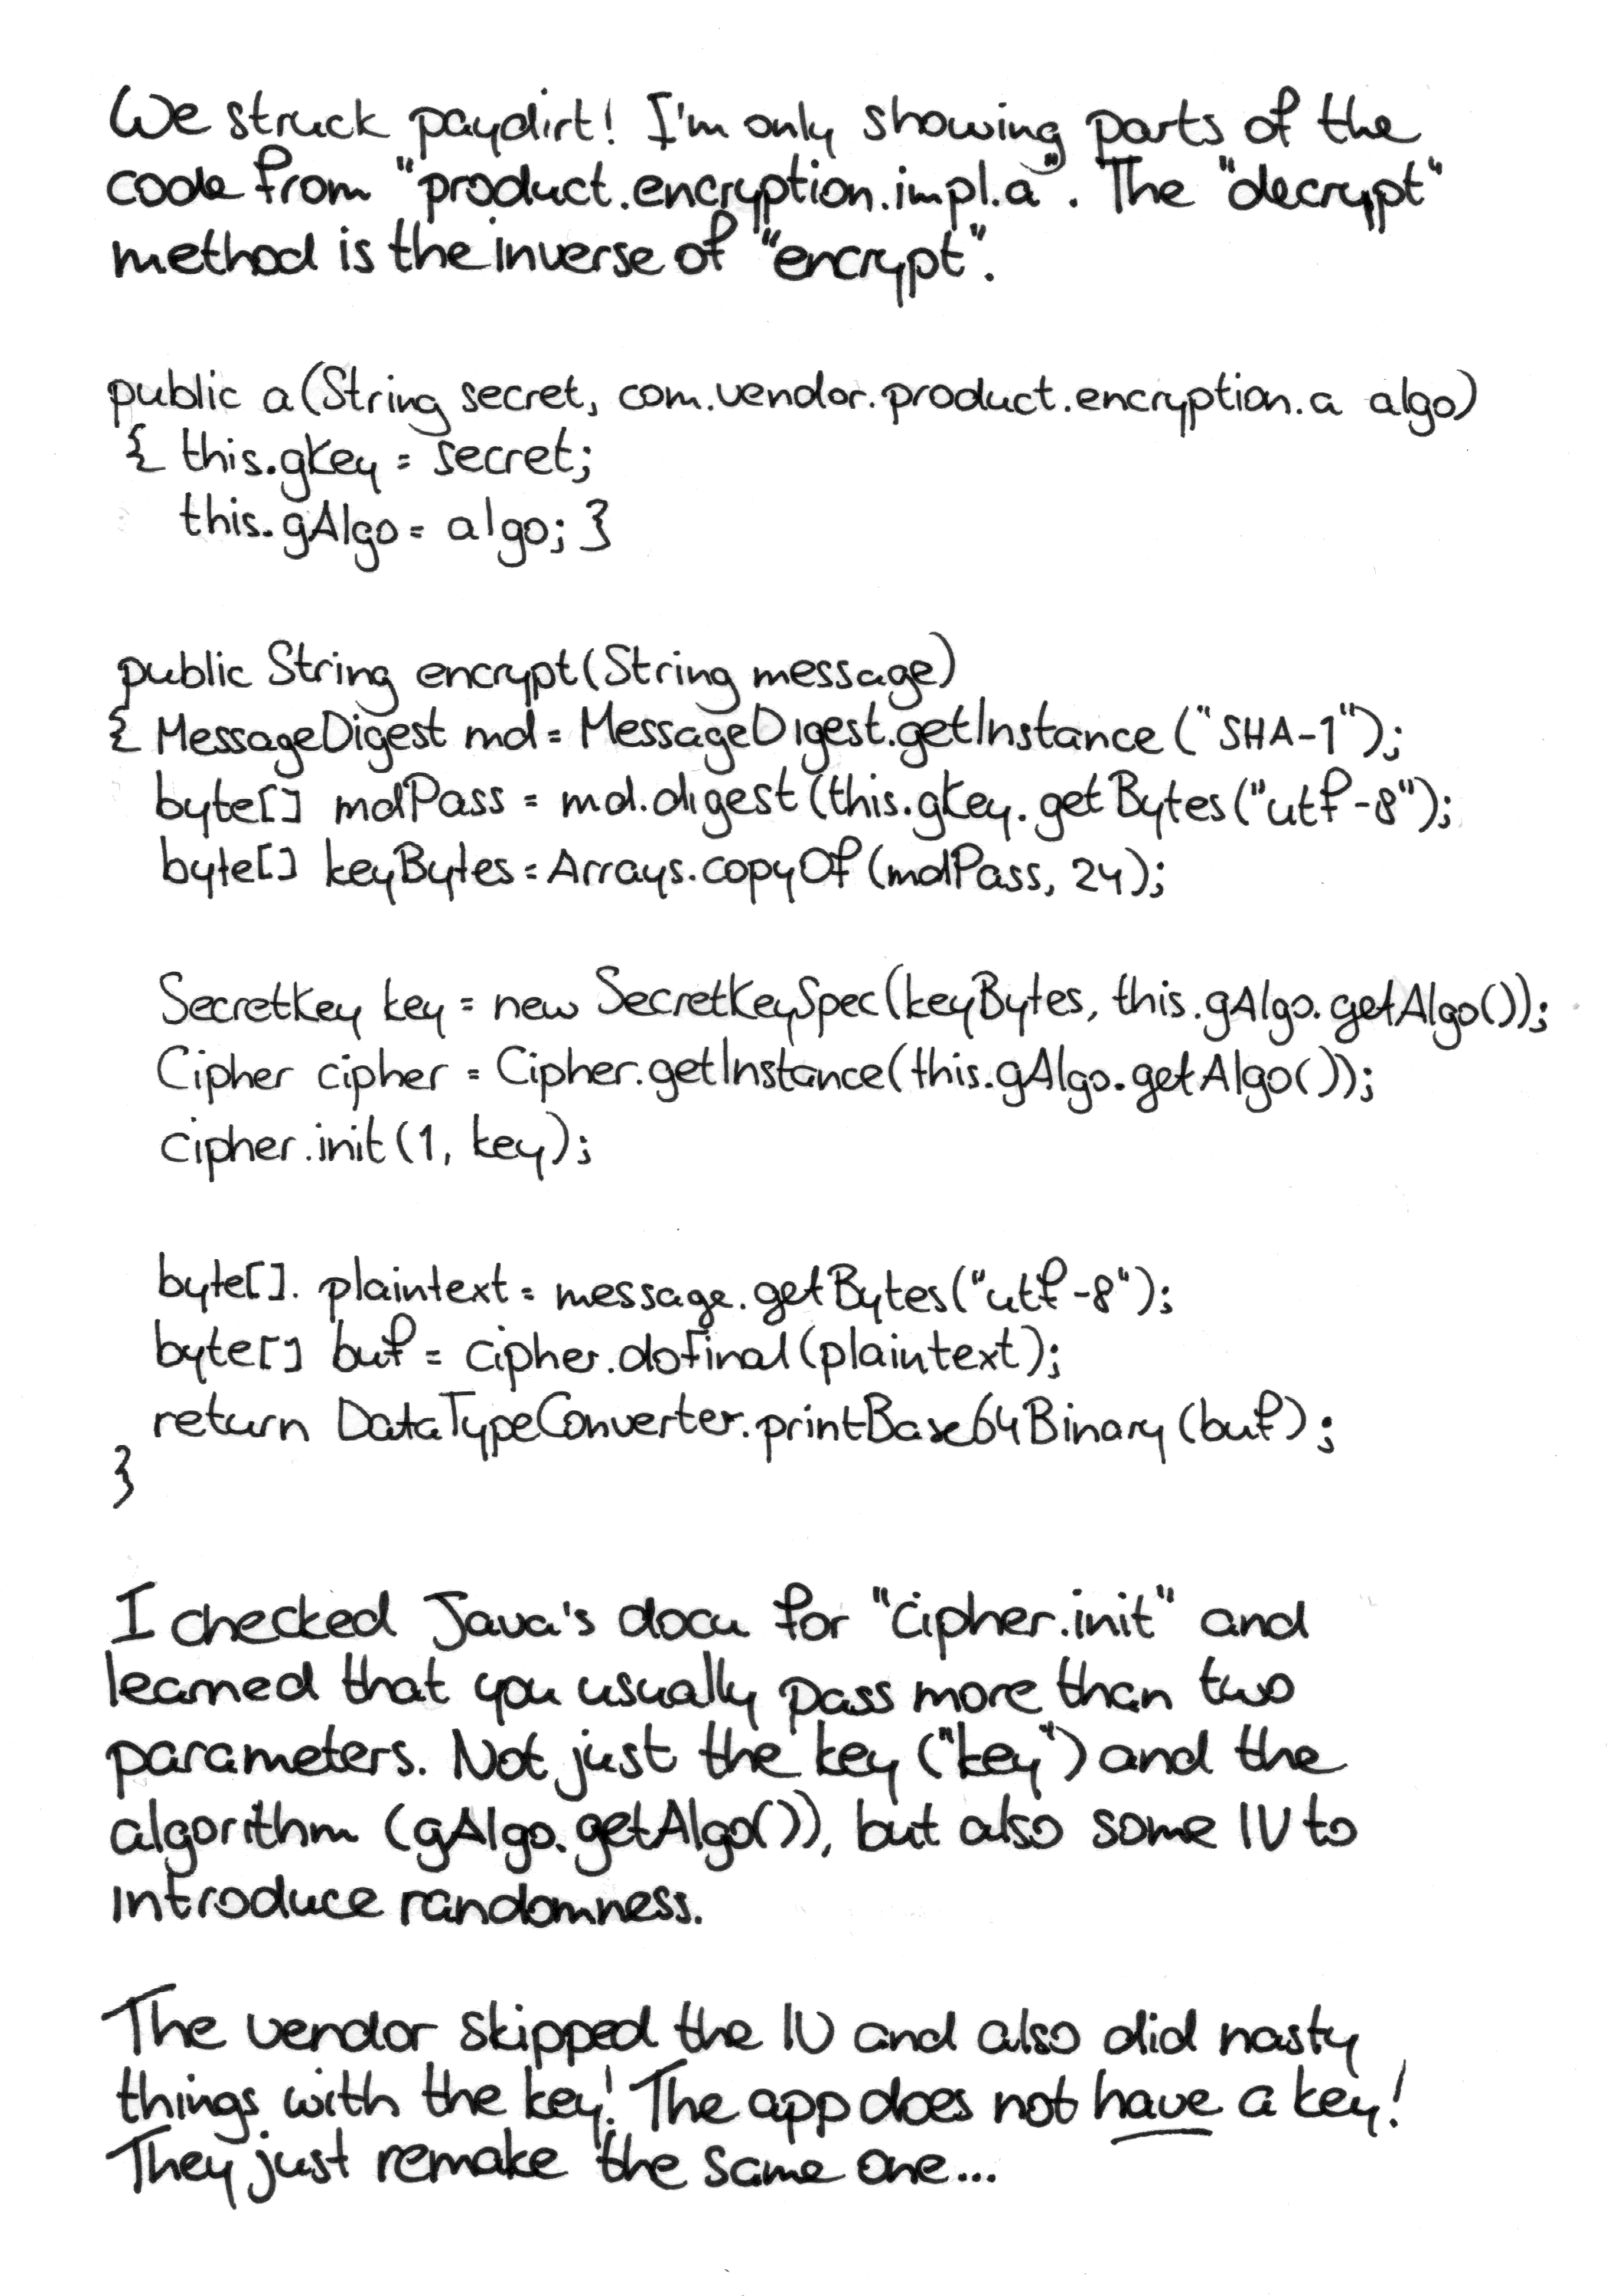 We struck paydirt! I'm only showing parts of the
code from "product.encryption.impl.a". The "decrypt"
method is the inverse of "encrypt".
public a(String secret, com.vendor.product.encryption.a algo)
{ this.gKey = secret;
this.gAlgo = algo; }
public String encrypt(String message)
{ MessageDigest md = MessageDigest.getInstance("SHA-1");
byte[] mdPass = md.digest(this.gKey.getBytes("utf-8");
byte[] keyBytes = Arrays.copyOf(mdPass, 24);
SecretKey key = new SecretKeySpec(keyBytes, this.gAlgo.getAlgo());
Cipher cipher = Cipher.getInstance(this.gAlgo.getAlgo());
cipher.init(1, key);
byte[]. plaintext = message.getBytes("utf-8");
byte[] buf = cipher.doFinal(plaintext);
return DataTypeConverter.printBase64Binary(buf);
}
I checked Java's docu for "Cipher.init" and
learned that you usually pass more than two
parameters. Not just the key ("key") and the
algorithm (gAlgo.getAlgo()), but also some IV to
introduce randomness.
The vendor skipped the IV and also did nasty
things with the key! The app does not have a key!
They just remake the same one...